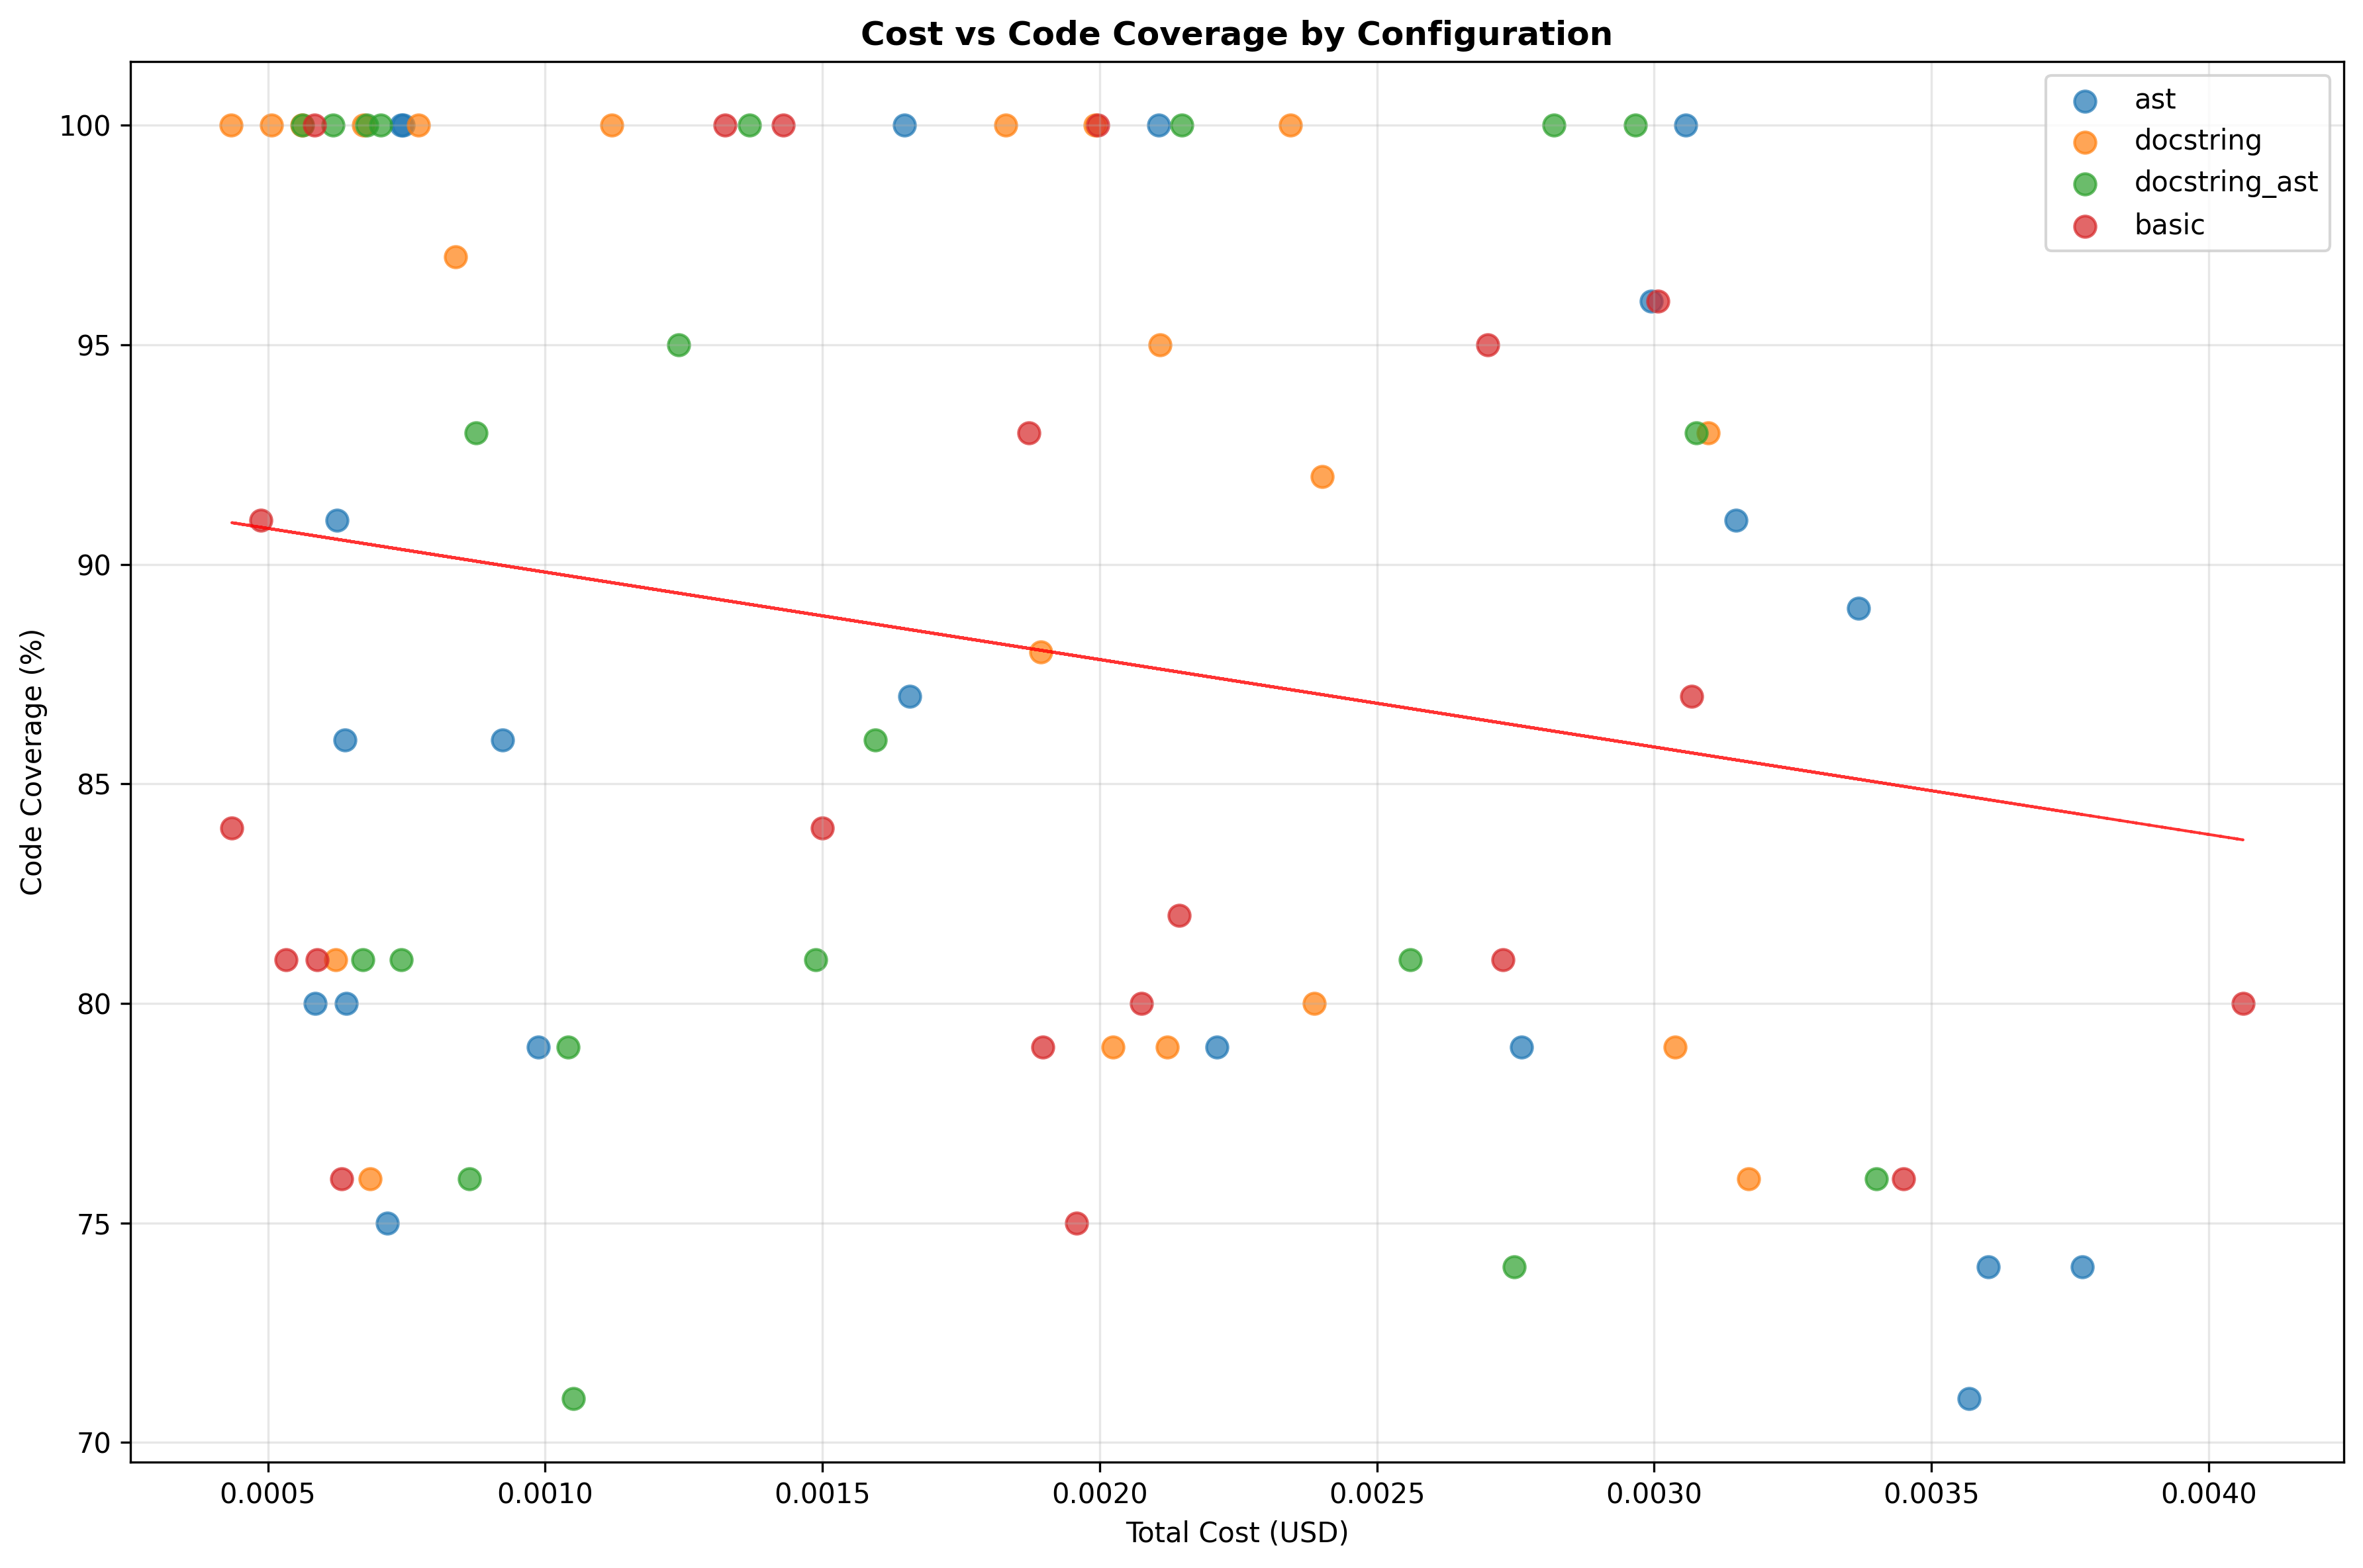 Cost vs Code Coverage by Configuration
ast
docstring
docstring_ast
basic
Code Coverage (%)
100
95
90
85
80
75
70
0.0005 0.0010 0.0015 0.0020 0.0025 0.0030 0.0035 0.0040
Total Cost (USD)